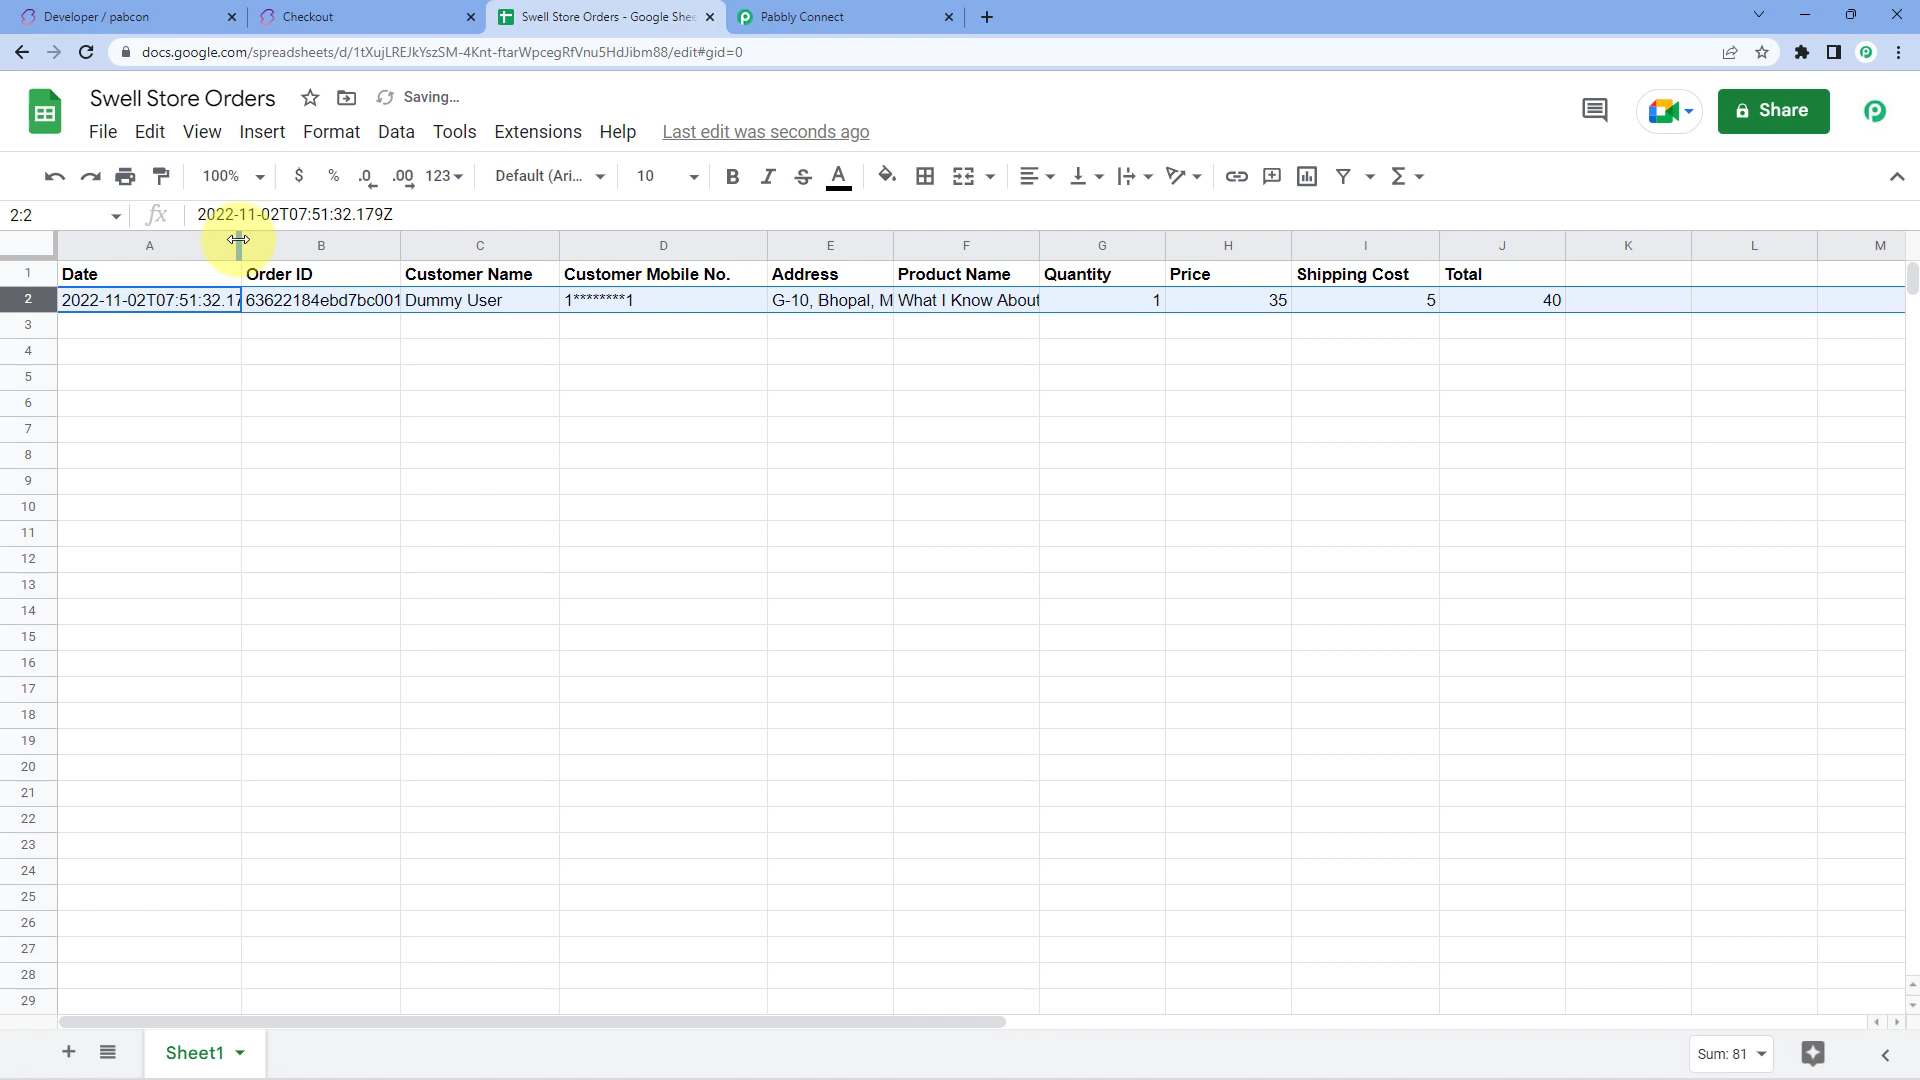 Developer / pabcon
Checkout
Swell Store Orders - Google Shee
Pabbly Connect
docs.google.com/spreadsheets/d/1tXujLREJkYszSM-4Knt-ftarWpcegRfVnu5HdJibm88/edit#gid=0
Swell Store Orders
Saving...
File Edit View Insert Format Data Tools Extensions Help Last edit was seconds ago
Share
100% $ % .0 .00 123 Default (Ari... 10 B I S A Σ
2:2 fx 2022-11-02T07:51:32.179Z
A B C D E F G H I J K L M
1 Date Order ID Customer Name Customer Mobile No. Address Product Name Quantity Price Shipping Cost Total
2 2022-11-02T07:51:32.17 63622184ebd7bc001 Dummy User 1********1 G-10, Bhopal, M What I Know About 1 35 5 40
3
4
5
6
7
8
9
10
11
12
13
14
15
16
17
18
19
20
21
22
23
24
25
26
27
28
29
Sheet1
Sum: 81